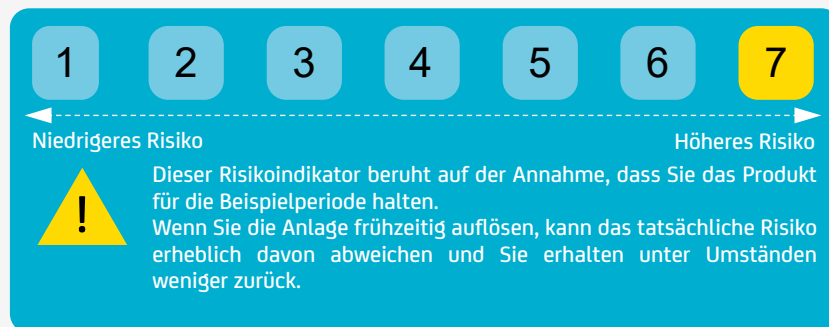 1 2 3 4 5 6 7
Niedrigeres Risiko Höheres Risiko
!
Dieser Risikoindikator beruht auf der Annahme, dass Sie das Produkt
für die Beispielperiode halten.
Wenn Sie die Anlage frühzeitig auflösen, kann das tatsächliche Risiko
erheblich davon abweichen und Sie erhalten unter Umständen
weniger zurück.